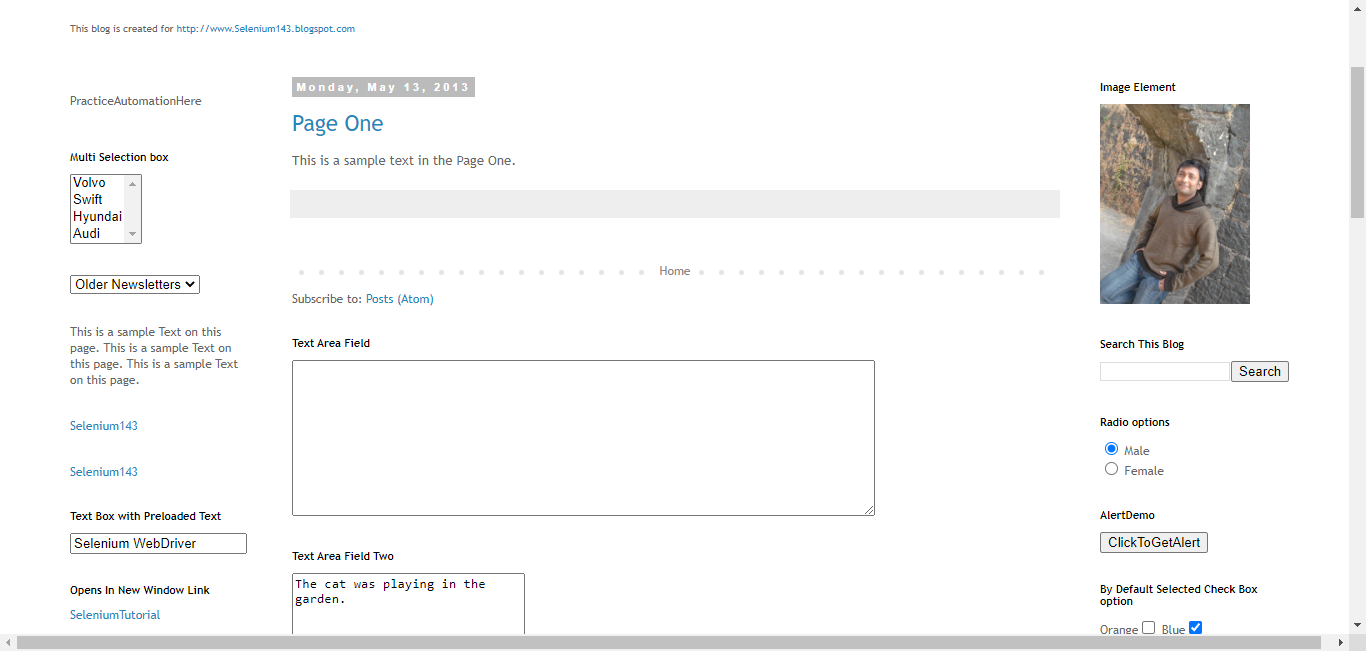 This blog is created for http://www.Selenium143.blogspot.com
PracticeAutomationHere
Multi Selection box
Volvo
Swift
Hyundai
Audi
Older Newsletters
This is a sample Text on this
page. This is a sample Text on
this page. This is a sample Text
on this page.
Selenium143
Selenium143
Text Box with Preloaded Text
Selenium WebDriver
Opens In New Window Link
SeleniumTutorial
Monday, May 13, 2013
Page One
This is a sample text in the Page One.
Home
Subscribe to: Posts (Atom)
Text Area Field
Text Area Field Two
The cat was playing in the
garden.
Image Element
Search This Blog
Search
Radio options
Male
Female
AlertDemo
ClickToGetAlert
By Default Selected Check Box
option
Orange Blue